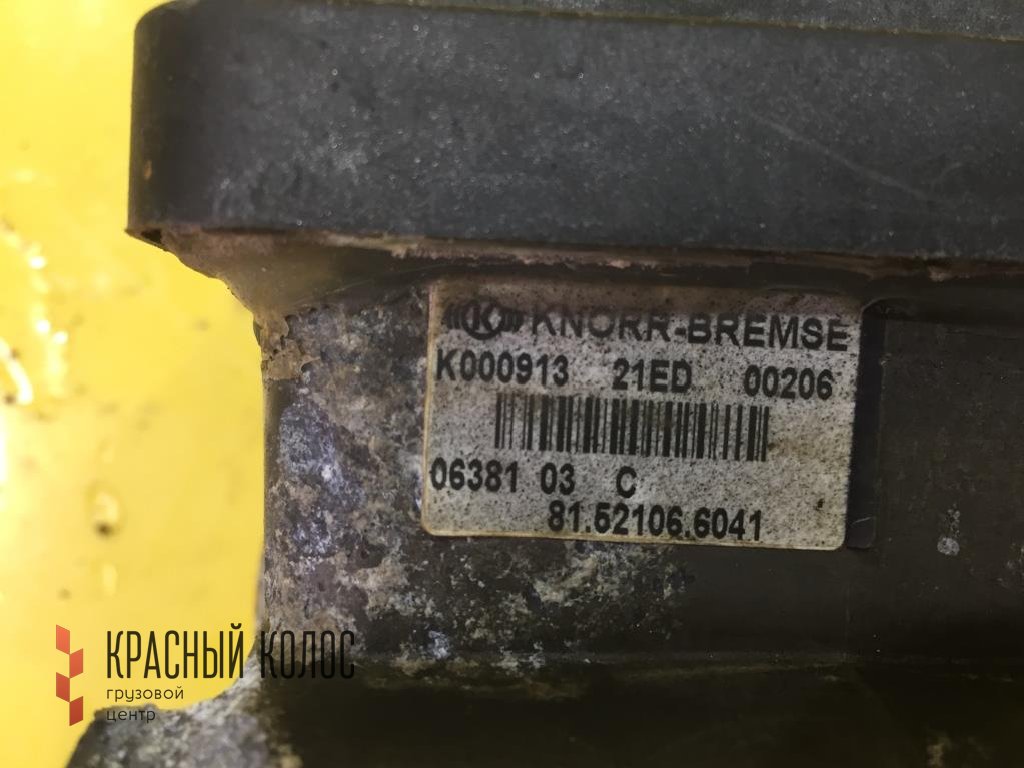 KNORR-BREMSE
K000913 21ED 00206
06381 03 C
81.52106.6041
КРАСНЫЙ КОЛОС
грузовой
центр